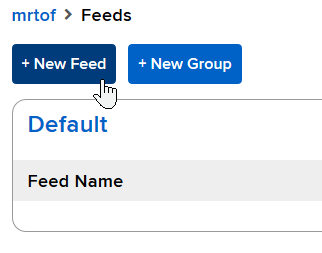 mrtof > Feeds
+ New Feed + New Group
Default
Feed Name